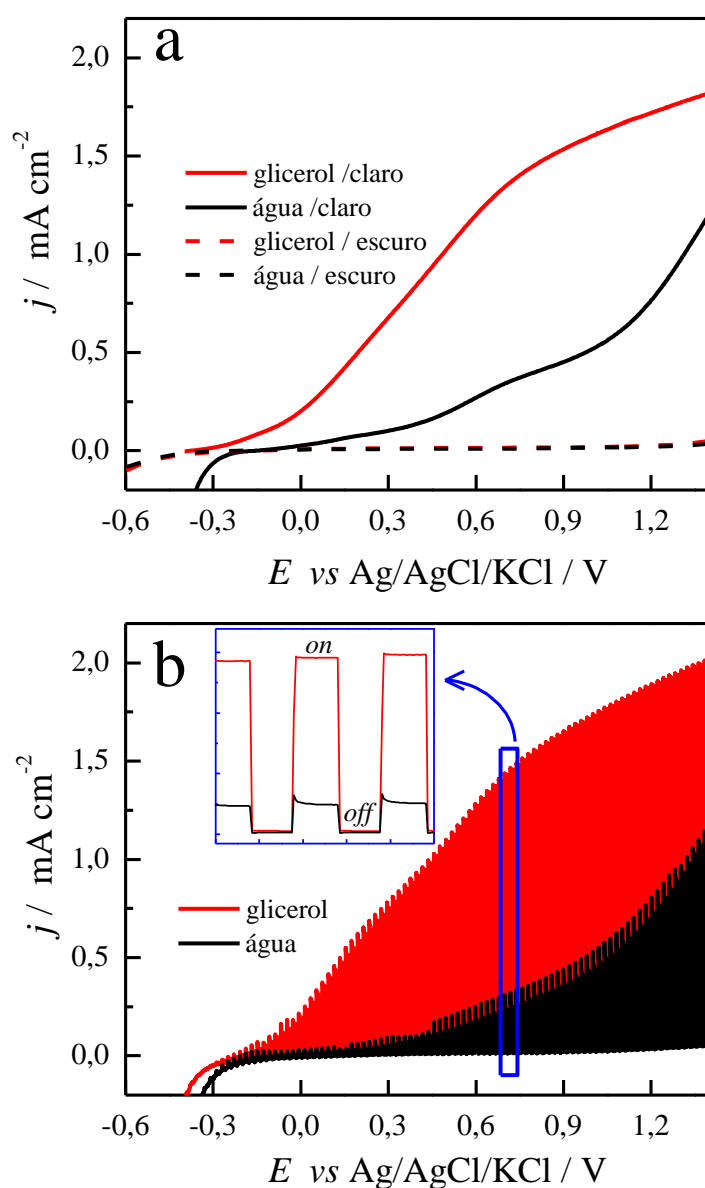 a
2,0
1,5
1,0
0,5
0,0
j / mA cm⁻²
glicerol /claro
água /claro
glicerol / escuro
água / escuro
-0,6 -0,3 0,0 0,3 0,6 0,9 1,2
E vs Ag/AgCl/KCl / V
b
2,0
1,5
1,0
0,5
0,0
j / mA cm⁻²
on
off
glicerol
água
-0,6 -0,3 0,0 0,3 0,6 0,9 1,2
E vs Ag/AgCl/KCl / V